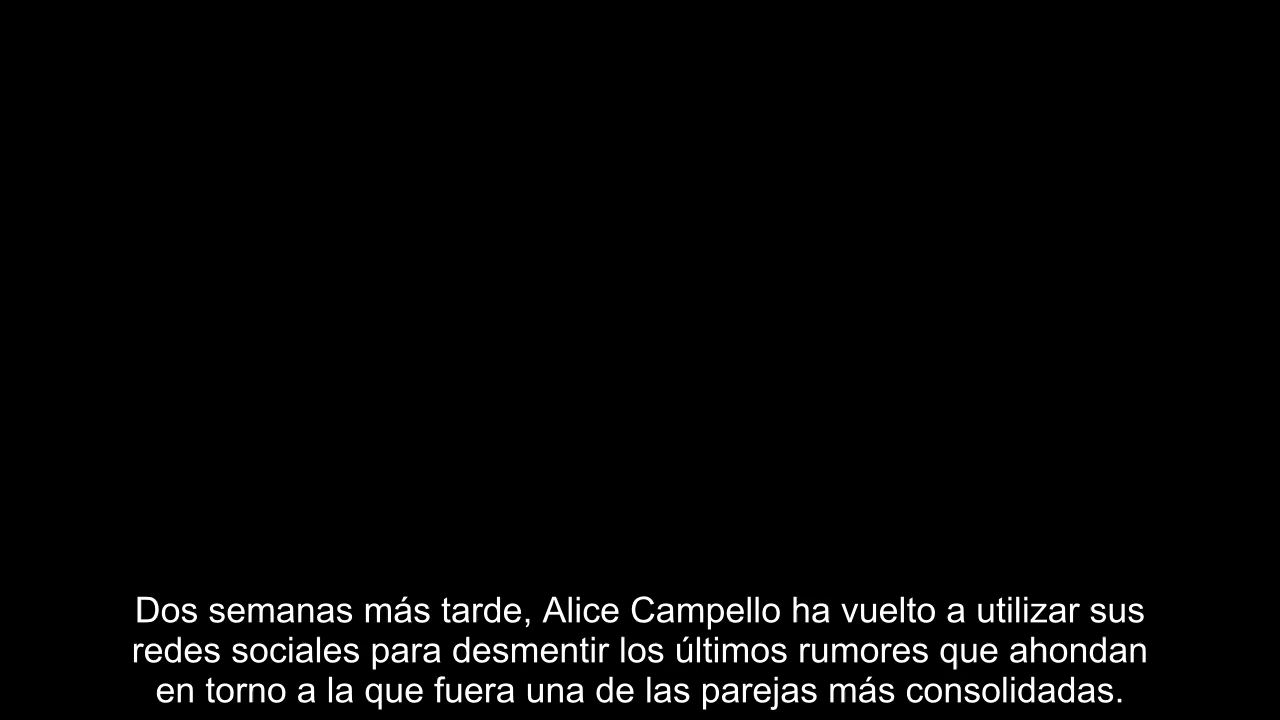 Dos semanas más tarde, Alice Campello ha vuelto a utilizar sus
redes sociales para desmentir los últimos rumores que ahondan
en torno a la que fuera una de las parejas más consolidadas.